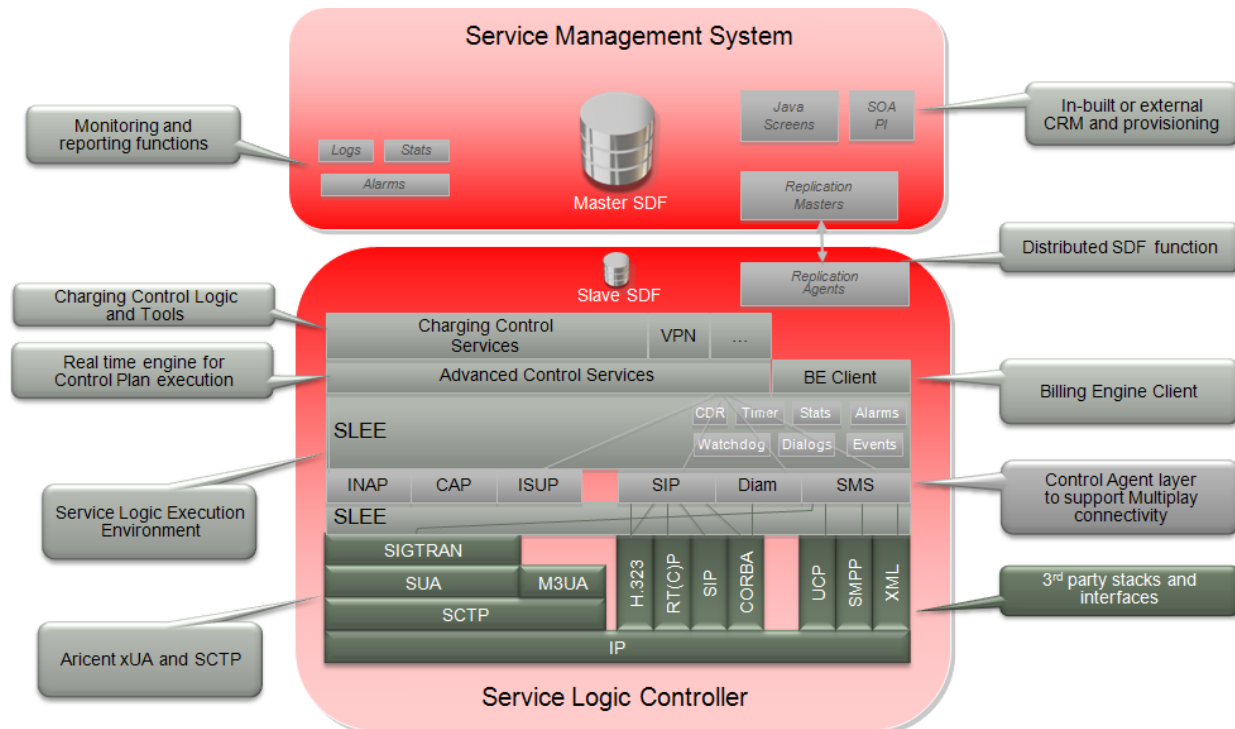 Service Management System
Monitoring and
reporting functions
Logs
Stats
Alarms
Master SDF
Java
Screens
SOA
PI
Replication
Masters
In-built or external
CRM and provisioning
Distributed SDF function
Slave SDF
Replication
Agents
Charging Control Logic
and Tools
Charging Control
Services
VPN
...
Real time engine for
Control Plan execution
Advanced Control Services
BE Client
Billing Engine Client
SLEE
CDR
Timer
Stats
Alarms
Watchdog
Dialogs
Events
Service Logic Execution
Environment
INAP
CAP
ISUP
SIP
Diam
SMS
Control Agent layer
to support Multiplay
connectivity
SLEE
SIGTRAN
SUA
M3UA
SCTP
H.323
RT(C)P
SIP
CORBA
UCP
SMPP
XML
IP
3rd party stacks and
interfaces
Aricent xUA and SCTP
Service Logic Controller